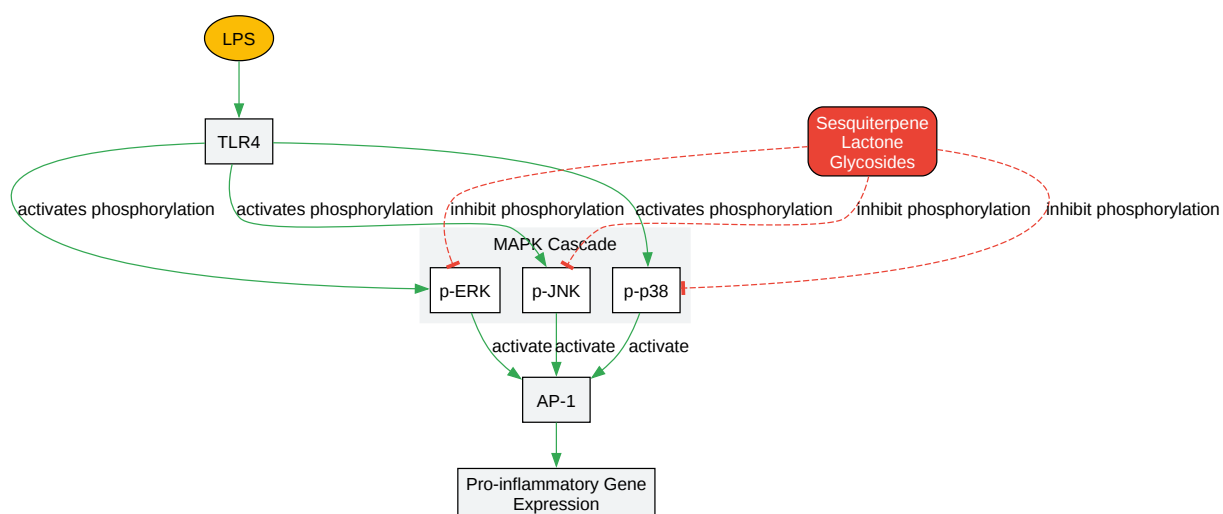 LPS
TLR4
Sesquiterpene
Lactone
Glycosides
activates phosphorylation
activates phosphorylation
inhibit phosphorylation
activates phosphorylation
inhibit phosphorylation
inhibit phosphorylation
MAPK Cascade
p-ERK
p-JNK
p-p38
activate
activate
activate
AP-1
Pro-inflammatory Gene
Expression